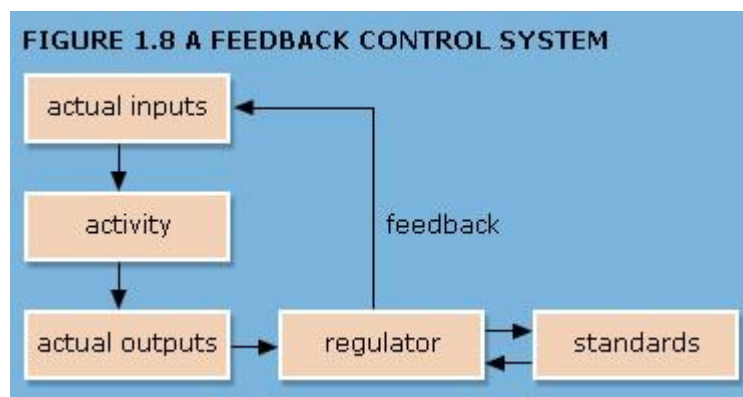 FIGURE 1.8 A FEEDBACK CONTROL SYSTEM
actual inputs
activity
feedback
actual outputs
regulator
standards